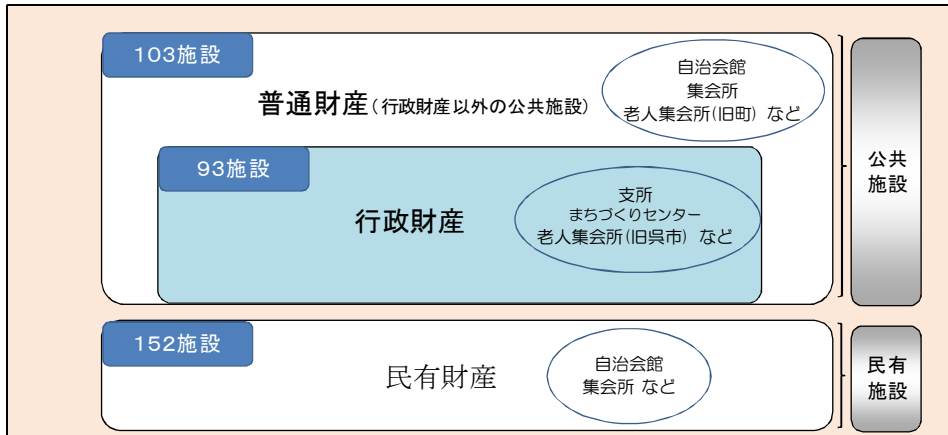 103施設
普通財産(行政財産以外の公共施設)
自治会館
集会所
老人集会所(旧町) など
93施設
行政財産
支所
まちづくりセンター
老人集会所(旧呉市) など
公共
施設
152施設
民有財産
自治会館
集会所 など
民有
施設